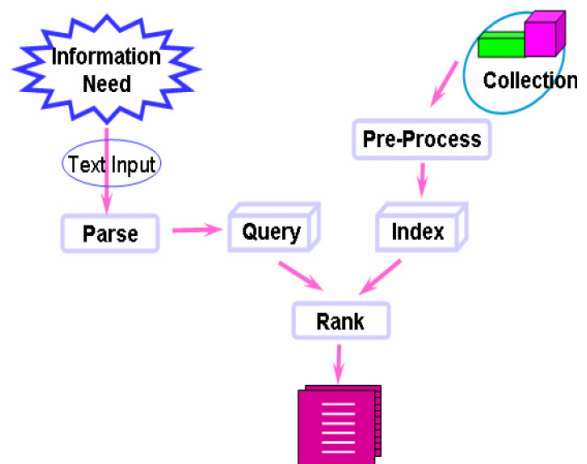 Information
Need
Collection
Text Input
Pre-Process
Parse
Query
Index
Rank